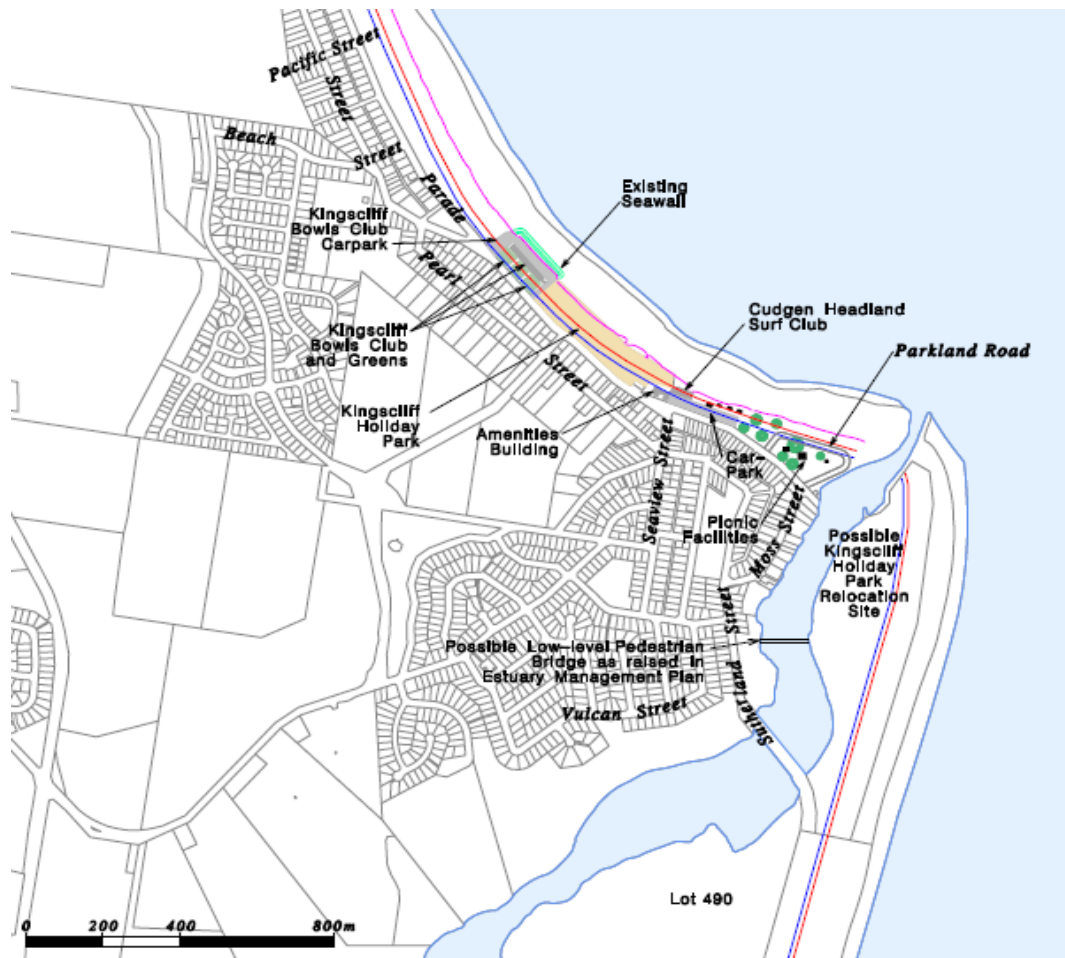 Pacific Street
Street
Beach
Street
Parade
Existing
Seawall
Kingscliff
Bowls Club
Carpark
Pearl
Cudgen Headland
Surf Club
Kingscliff
Bowls Club
and Greens
Parkland Road
Street
Kingscliff
Holiday
Park
Amenities
Building
Seaview Street
Car-
Park
Picnic
Facilities
Moss Street
Possible
Kingscliff
Holiday
Park
Relocation
Site
Possible Low-level Pedestrian
Bridge as raised in
Estuary Management Plan
Sutherland Street
Vulcan Street
Lot 490
0 200 400 800m